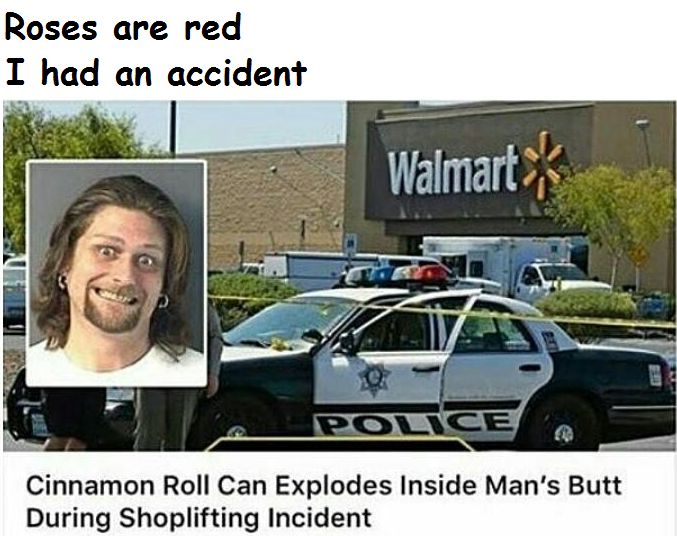 Roses are red
I had an accident
Walmart
POLICE
Cinnamon Roll Can Explodes Inside Man's Butt
During Shoplifting Incident